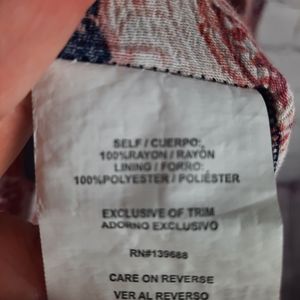 SELF / CUERPO:
100%RAYON / RAYÓN
LINING / FORRO:
100%POLYESTER / POLIÉSTER
EXCLUSIVE OF TRIM
ADORNO EXCLUSIVO
RN#139688
CARE ON REVERSE
VER AL REVERSO